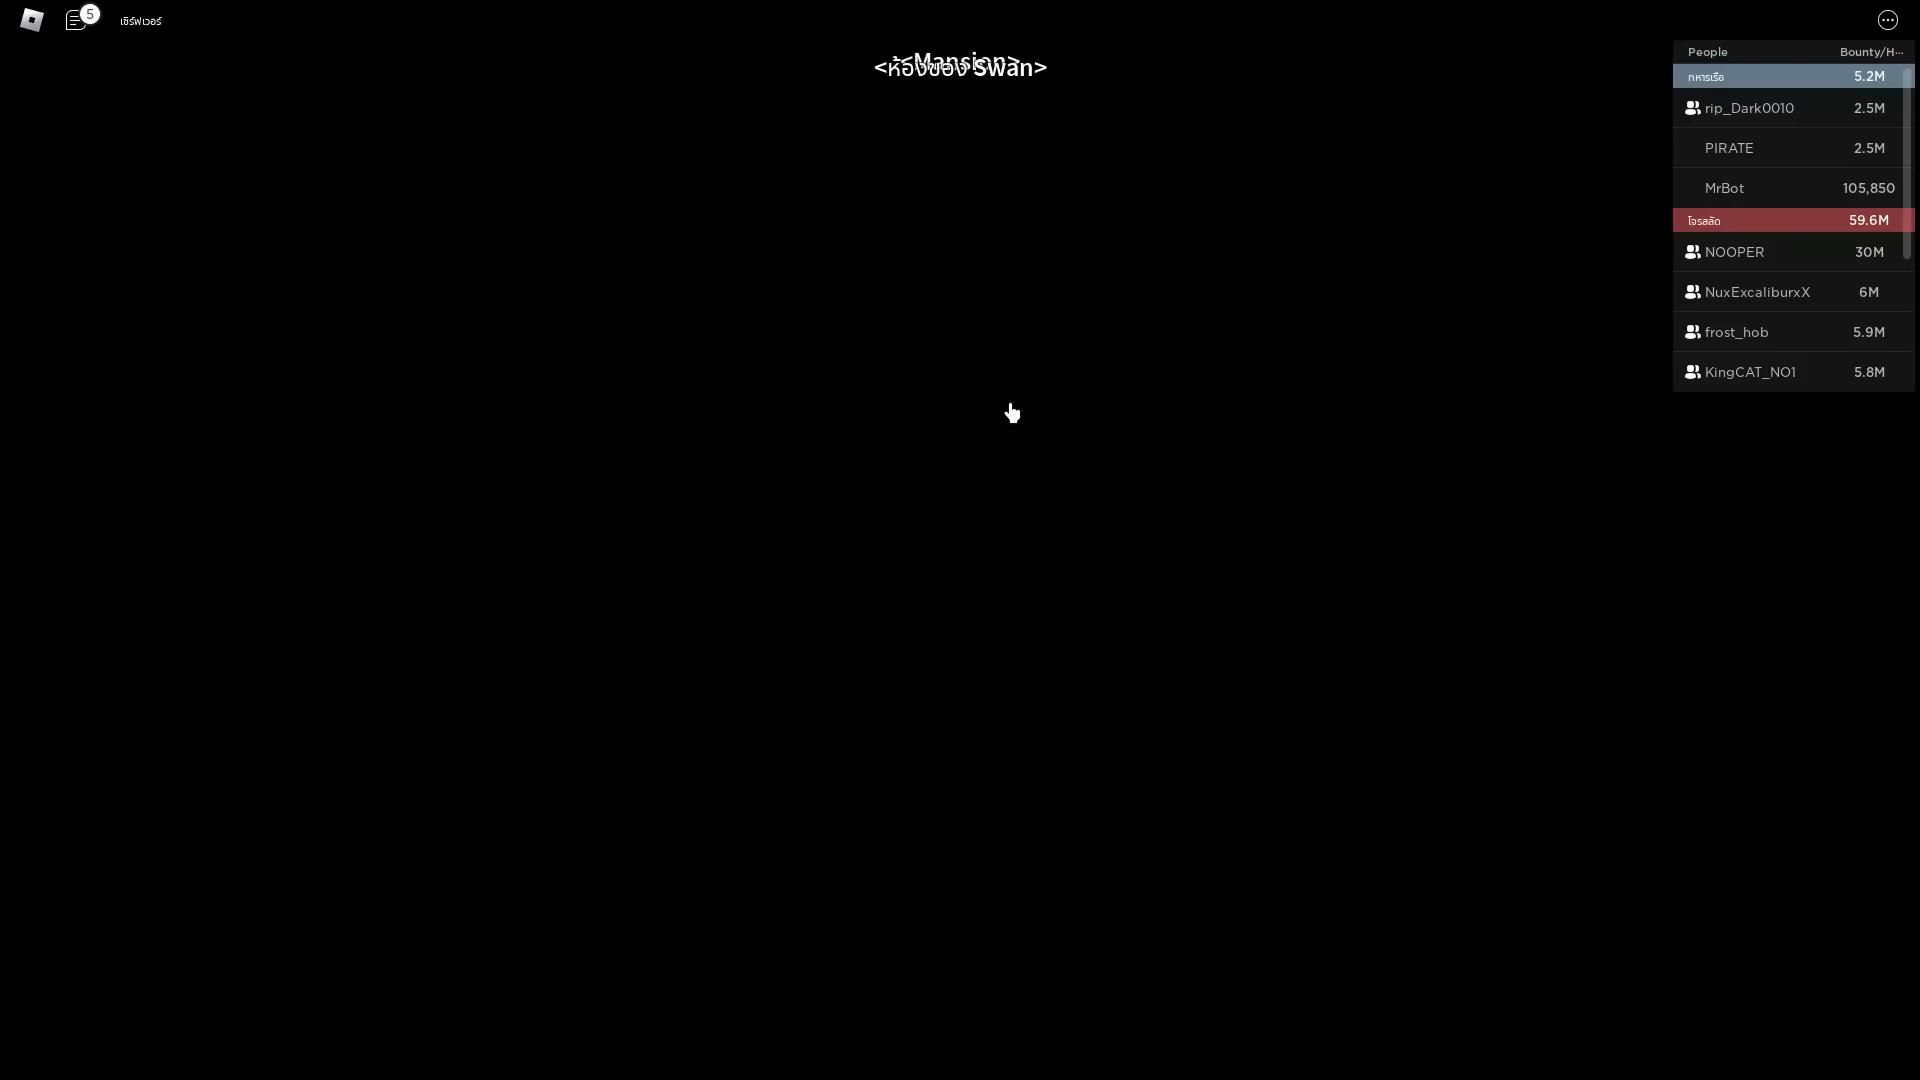 5
เซิร์ฟเวอร์
<Mansion>
<ห้องของ Swan>
People Bounty/H...
ทหารเรือ 5.2M
rip_Dark0010 2.5M
PIRATE 2.5M
MrBot 105,850
โจรสลัด 59.6M
NOOPER 30M
NuxExcaliburxX 6M
frost_hob 5.9M
KingCAT_NO1 5.8M